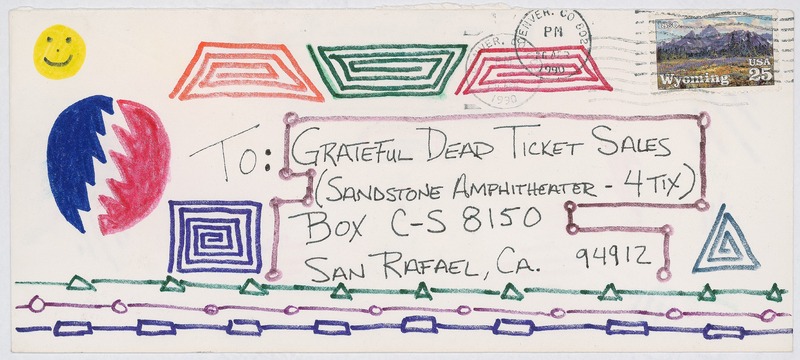 DENVER, CO 802
PM
1990
Wyoming
USA
25
To: GRATEFUL DEAD TICKET SALES
(SANDSTONE AMPHITHEATER - 4 TIX)
BOX C-S 8150
SAN RAFAEL, CA. 94912